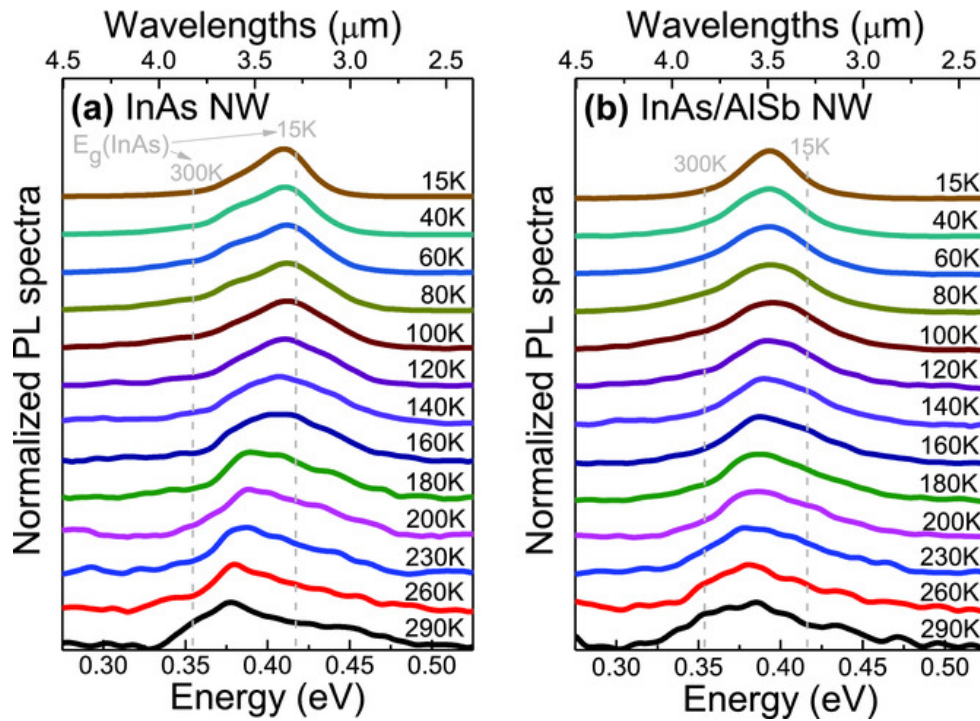 Wavelengths (μm)
4.5 4.0 3.5 3.0 2.5
(a) InAs NW
E_g(InAs)
15K
300K
15K
40K
60K
80K
100K
120K
140K
160K
180K
200K
230K
260K
290K
Normalized PL spectra
0.30 0.35 0.40 0.45 0.50
Energy (eV)
Wavelengths (μm)
4.5 4.0 3.5 3.0 2.5
(b) InAs/AlSb NW
300K
15K
15K
40K
60K
80K
100K
120K
140K
160K
180K
200K
230K
260K
290K
Normalized PL spectra
0.30 0.35 0.40 0.45 0.50
Energy (eV)